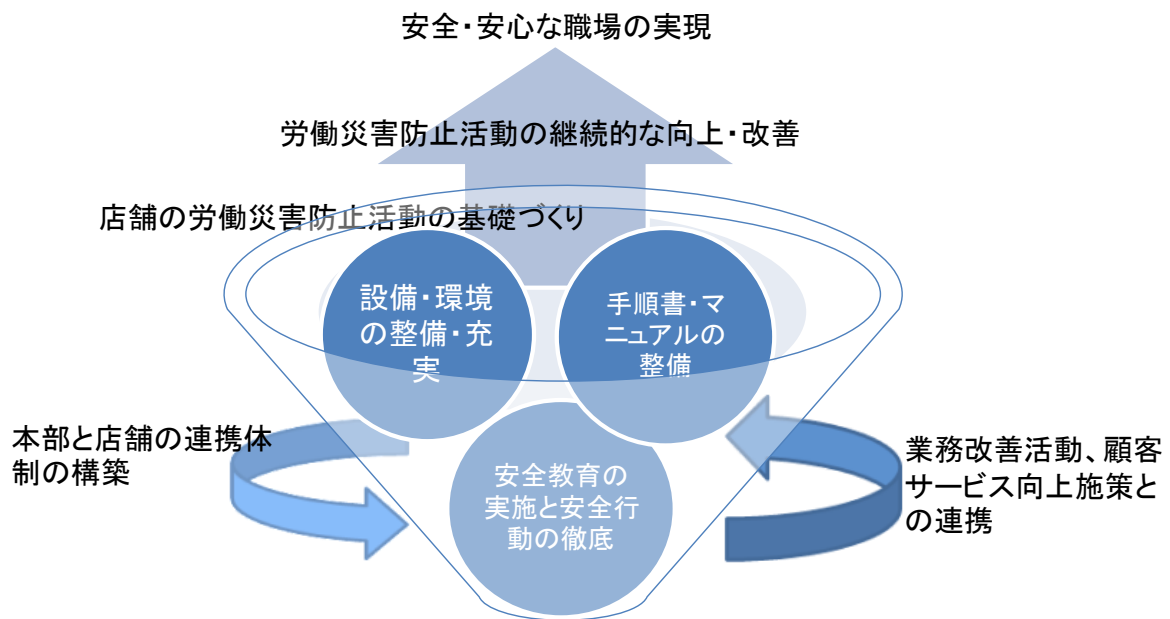 安全・安心な職場の実現
労働災害防止活動の継続的な向上・改善
店舗の労働災害防止活動の基礎づくり
設備・環境
の整備・充
実
手順書・マ
ニュアルの
整備
本部と店舗の連携体
制の構築
安全教育の
実施と安全行
動の徹底
業務改善活動、顧客
サービス向上施策と
の連携